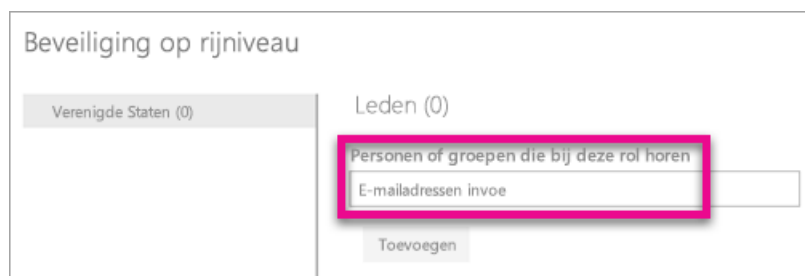 Beveiliging op rijniveau
Verenigde Staten (0)
Leden (0)
Personen of groepen die bij deze rol horen
E-mailadressen invoe
Toevoegen